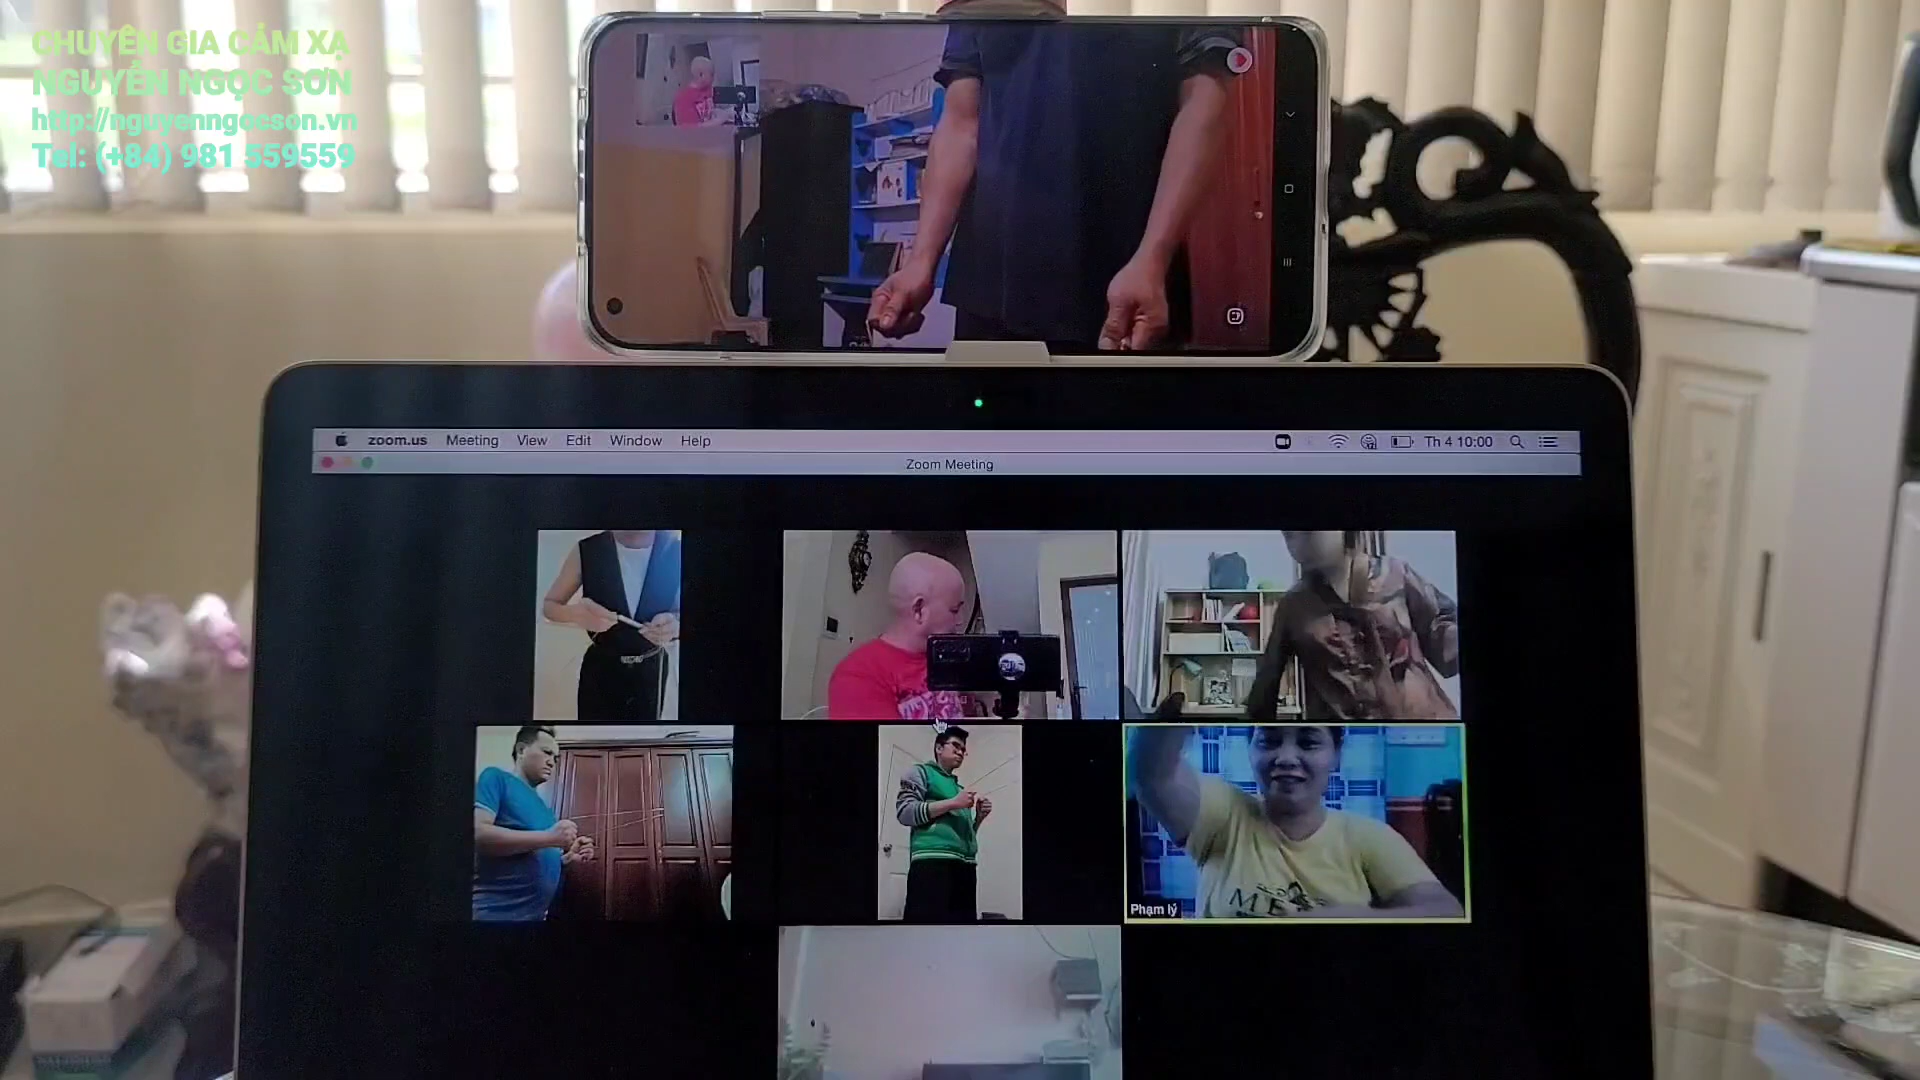 CHUYÊN GIA CẢM XẠ
NGUYỄN NGỌC SƠN
http://nguyenngocson.vn
Tel: (+84) 981 559559
zoom.us Meeting View Edit Window Help
Th 4 10:00
Zoom Meeting
Phạm lý